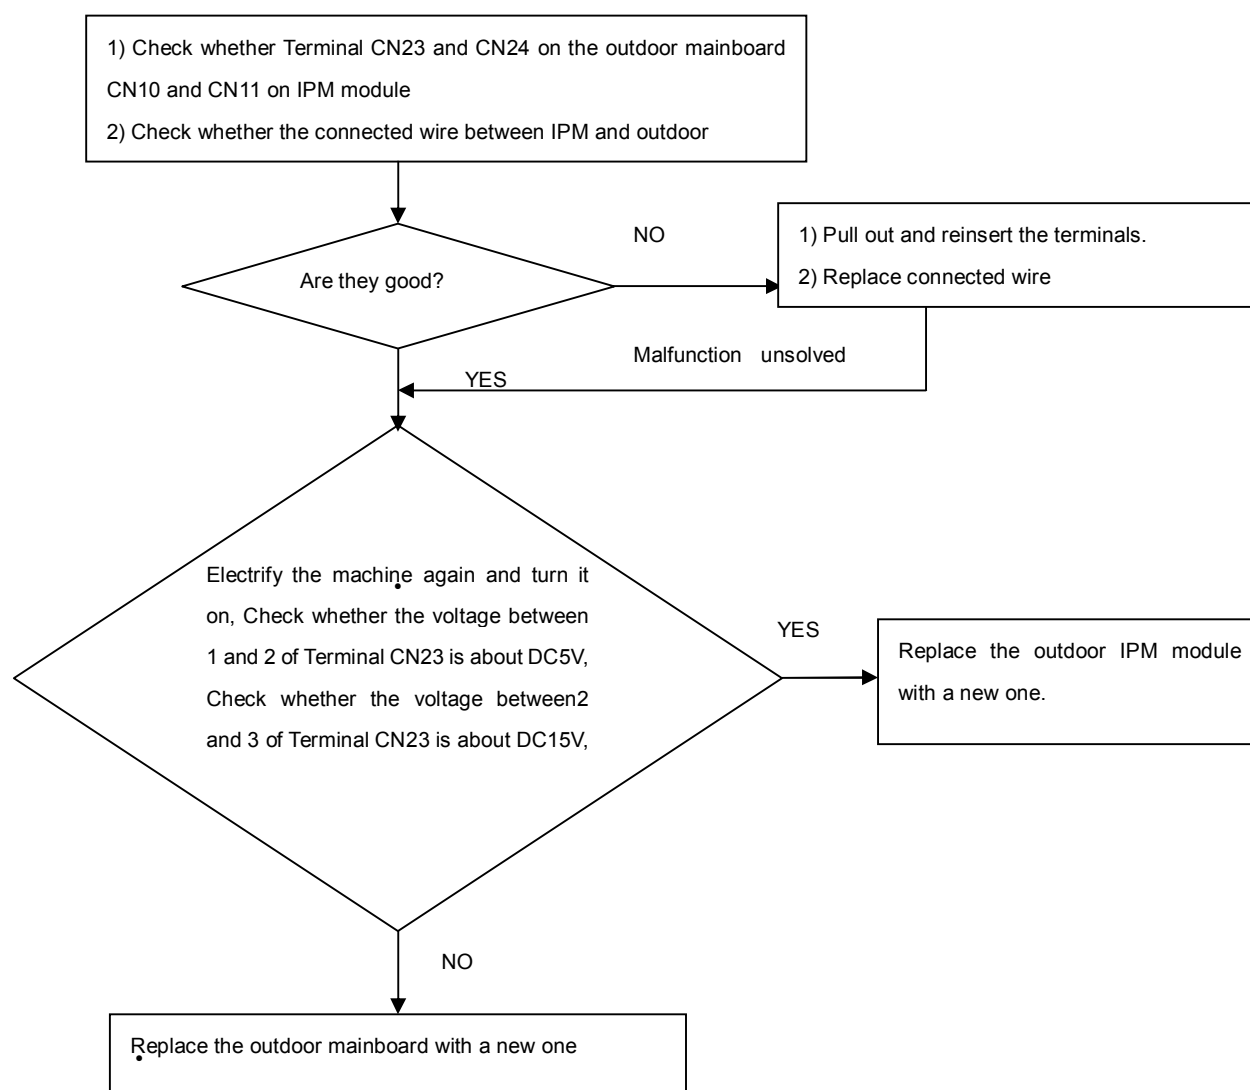 1) Check whether Terminal CN23 and CN24 on the outdoor mainboard
CN10 and CN11 on IPM module
2) Check whether the connected wire between IPM and outdoor
NO
1) Pull out and reinsert the terminals.
2) Replace connected wire
Are they good?
Malfunction unsolved
YES
Electrify the machine again and turn it
on, Check whether the voltage between
1 and 2 of Terminal CN23 is about DC5V,
Check whether the voltage between2
and 3 of Terminal CN23 is about DC15V,
YES
Replace the outdoor IPM module
with a new one.
NO
Replace the outdoor mainboard with a new one